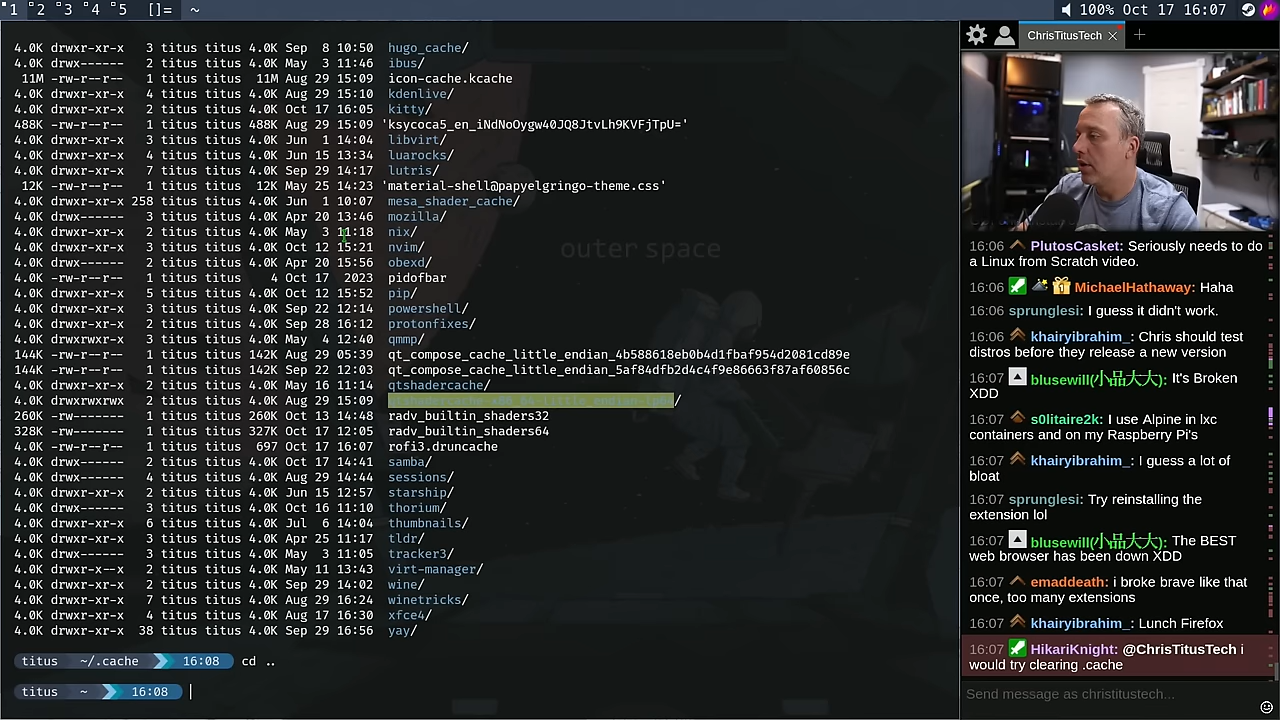 1 2 3 4 5 []= ~ 100% Oct 17 16:07
4.0K drwxr-xr-x 3 titus titus 4.0K Sep 8 10:50 hugo_cache/
4.0K drwx------ 2 titus titus 4.0K May 1 11:46 ibus/
11M -rw-r--r-- 1 titus titus 11M Aug 29 15:09 icon-cache.kcache
4.0K drwxr-xr-x 4 titus titus 4.0K Aug 29 15:10 kdenlive/
4.0K drwxr-xr-x 2 titus titus 4.0K Oct 17 16:05 kitty/
488K -rw-r--r-- 1 titus titus 488K Aug 29 15:09 'ksycoca5_en_iNdNoOygw40JQ8JtvLh9KVFjTpU='
4.0K drwxr-xr-x 3 titus titus 4.0K Jun 1 14:04 libvirt/
4.0K drwxr-xr-x 4 titus titus 4.0K Jun 15 13:34 luarocks/
4.0K drwxr-xr-x 7 titus titus 4.0K Sep 29 14:17 lutris/
12K -rw-r--r-- 1 titus titus 12K May 25 14:23 'material-shell@papyelgringo-theme.css'
4.0K drwxr-xr-x 258 titus titus 4.0K Jun 1 10:07 mesa_shader_cache/
4.0K drwx------ 3 titus titus 4.0K Apr 20 13:46 mozilla/
4.0K drwxr-xr-x 2 titus titus 4.0K May 3 11:18 nix/
4.0K drwxr-xr-x 3 titus titus 4.0K Oct 12 15:21 nvim/
4.0K drwx------ 2 titus titus 4.0K Apr 20 15:56 obexd/
4.0K -rw-r--r-- 1 titus titus 4 Oct 17 2023 pidofbar
4.0K drwxr-xr-x 5 titus titus 4.0K Oct 12 15:52 pip/
4.0K drwxr-xr-x 3 titus titus 4.0K Sep 22 12:14 powershell/
4.0K drwxr-xr-x 2 titus titus 4.0K Sep 28 16:12 protonfixes/
4.0K drwxrwxr-x 3 titus titus 4.0K May 4 12:40 qmmp/
144K -rw-r--r-- 1 titus titus 142K Aug 29 05:39 qt_compose_cache_little_endian_4b588618eb0b4d1fbaf954d2081cd89e
144K -rw-r--r-- 1 titus titus 142K Sep 22 12:03 qt_compose_cache_little_endian_5af84dfb2d4c4f9e86663f87af60856c
4.0K drwxr-xr-x 2 titus titus 4.0K May 16 11:14 qtshadercache/
4.0K drwxrwxrwx 2 titus titus 4.0K Aug 29 15:09 qtshadercache-x86_64-little_endian-lp64/
260K -rw------- 1 titus titus 260K Oct 13 14:48 radv_builtin_shaders32
328K -rw------- 1 titus titus 327K Oct 17 12:05 radv_builtin_shaders64
4.0K -rw-r--r-- 1 titus titus 697 Oct 17 16:05 rofi3.druncache
4.0K drwx------ 2 titus titus 4.0K Oct 17 14:41 samba/
4.0K drwx------ 4 titus titus 4.0K Aug 29 14:44 sessions/
4.0K drwxr-xr-x 2 titus titus 4.0K Jun 15 12:57 starship/
4.0K drwx------ 3 titus titus 4.0K Oct 16 11:10 thorium/
4.0K drwxr-xr-x 6 titus titus 4.0K Jul 6 14:04 thumbnails/
4.0K drwxr-xr-x 3 titus titus 4.0K Apr 25 11:17 tldr/
4.0K drwx------ 3 titus titus 4.0K May 3 11:05 tracker3/
4.0K drwxr-x--x 2 titus titus 4.0K May 11 13:43 virt-manager/
4.0K drwxr-xr-x 2 titus titus 4.0K Sep 29 14:02 wine/
4.0K drwxr-xr-x 7 titus titus 4.0K Aug 29 16:24 winetricks/
4.0K drwxr-xr-x 4 titus titus 4.0K Aug 17 16:30 xfce4/
4.0K drwxr-xr-x 38 titus titus 4.0K Sep 29 16:56 yay/
titus ~/.cache 16:08 cd ..
titus ~ 16:08
outer space
ChrisTitusTech
16:06 PlutosCasket: Seriously needs to do
a Linux from Scratch video.
16:06 MichaelHathaway: Haha
16:06 sprunglesi: I guess it didn't work.
16:06 khairyibrahim_: Chris should test
distros before they release a new version
16:07 blusewill(小品大大): It's Broken
XDD
16:07 s0litaire2k: I use Alpine in lxc
containers and on my Raspberry Pi's
16:07 khairyibrahim_: I guess a lot of
bloat
16:07 sprunglesi: Try reinstalling the
extension lol
16:07 blusewill(小品大大): The BEST
web browser has been down XDD
16:07 emaddeath: i broke brave like that
once, too many extensions
16:07 khairyibrahim_: Lunch Firefox
16:07 HikariKnight: @ChrisTitusTech i
would try clearing .cache
Send message as christitustech...